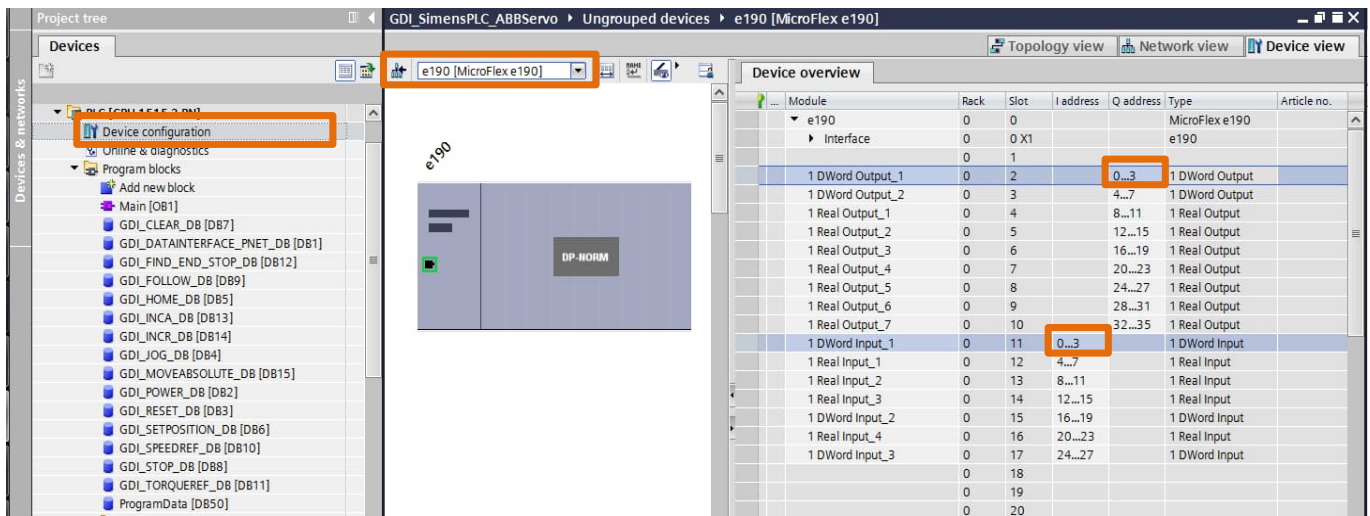 Project tree
GDI_SimensPLC_ABBServo ▸ Ungrouped devices ▸ e190 [MicroFlex e190]
Devices
Topology view
Network view
Device view
e190 [MicroFlex e190]
Device overview
Devices & networks
PLC [CPU 1515-2 PN]
Device configuration
Online & diagnostics
Program blocks
Add new block
Main [OB1]
GDI_CLEAR_DB [DB7]
GDI_DATAINTERFACE_PNET_DB [DB1]
GDI_FIND_END_STOP_DB [DB12]
GDI_FOLLOW_DB [DB9]
GDI_HOME_DB [DB5]
GDI_INCA_DB [DB13]
GDI_INCR_DB [DB14]
GDI_JOG_DB [DB4]
GDI_MOVEABSOLUTE_DB [DB15]
GDI_POWER_DB [DB2]
GDI_RESET_DB [DB3]
GDI_SETPOSITION_DB [DB6]
GDI_SPEEDREF_DB [DB10]
GDI_STOP_DB [DB8]
GDI_TORQUEREF_DB [DB11]
ProgramData [DB50]
e190
DP-NORM
... Module Rack Slot I address Q address Type Article no.
e190 0 0 MicroFlex e190
Interface 0 0 X1 e190
0 1
1 DWord Output_1 0 2 0...3 1 DWord Output
1 DWord Output_2 0 3 4...7 1 DWord Output
1 Real Output_1 0 4 8...11 1 Real Output
1 Real Output_2 0 5 12...15 1 Real Output
1 Real Output_3 0 6 16...19 1 Real Output
1 Real Output_4 0 7 20...23 1 Real Output
1 Real Output_5 0 8 24...27 1 Real Output
1 Real Output_6 0 9 28...31 1 Real Output
1 Real Output_7 0 10 32...35 1 Real Output
1 DWord Input_1 0 11 0...3 1 DWord Input
1 Real Input_1 0 12 4...7 1 Real Input
1 Real Input_2 0 13 8...11 1 Real Input
1 Real Input_3 0 14 12...15 1 Real Input
1 DWord Input_2 0 15 16...19 1 DWord Input
1 Real Input_4 0 16 20...23 1 Real Input
1 DWord Input_3 0 17 24...27 1 DWord Input
0 18
0 19
0 20